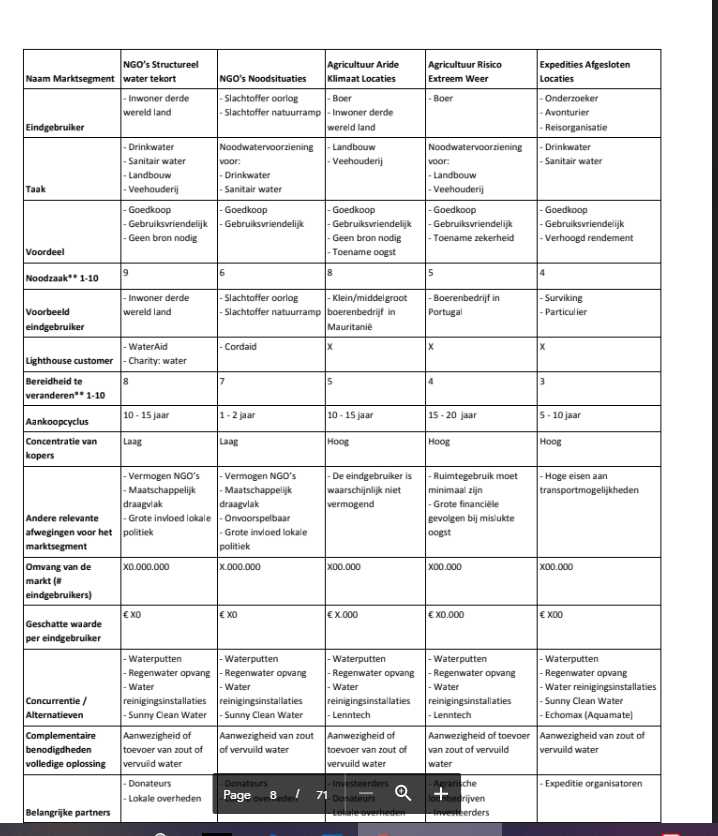 Naam Marktsegment
NGO's Structureel
water tekort
NGO's Noodsituaties
Agricultuur Aride
Klimaat Locaties
Agricultuur Risico
Extreem Weer
Expedities Afgesloten
Locaties
Eindgebruiker
- Inwoner derde
wereld land
- Slachtoffer oorlog
- Slachtoffer natuurramp
- Boer
- Inwoner derde
wereld land
- Boer
- Onderzoeker
- Avonturier
- Reisorganisatie
Taak
- Drinkwater
- Sanitair water
- Landbouw
- Veehouderij
Noodwatervoorziening
voor:
- Drinkwater
- Sanitair water
- Landbouw
- Veehouderij
Noodwatervoorziening
voor:
- Landbouw
- Veehouderij
- Drinkwater
- Sanitair water
Voordeel
- Goedkoop
- Gebruiksvriendelijk
- Geen bron nodig
- Goedkoop
- Gebruiksvriendelijk
- Goedkoop
- Gebruiksvriendelijk
- Geen bron nodig
- Toename oogst
- Goedkoop
- Gebruiksvriendelijk
- Toename zekerheid
- Goedkoop
- Gebruiksvriendelijk
- Verhoogd rendement
Noodzaak** 1-10
9
6
8
5
4
Voorbeeld
eindgebruiker
- Inwoner derde
wereld land
- Slachtoffer oorlog
- Slachtoffer natuurramp
- Klein/middelgroot
boerenbedrijf in
Mauritanië
- Boerenbedrijf in
Portugal
- Surviking
- Particulier
Lighthouse customer
- WaterAid
- Charity: water
- Cordaid
X
X
X
Bereidheid te
veranderen** 1-10
8
7
5
4
3
Aankoopcyclus
10 - 15 jaar
1 - 2 jaar
10 - 15 jaar
15 - 20 jaar
5 - 10 jaar
Concentratie van
kopers
Laag
Laag
Hoog
Hoog
Hoog
Andere relevante
afwegingen voor het
marktsegment
- Vermogen NGO's
- Maatschappelijk
draagvlak
- Grote invloed lokale
politiek
- Vermogen NGO's
- Maatschappelijk
draagvlak
- Onvoorspelbaar
- Grote invloed lokale
politiek
- De eindgebruiker is
waarschijnlijk niet
vermogend
- Ruimtegebruik moet
minimaal zijn
- Grote financiële
gevolgen bij mislukte
oogst
- Hoge eisen aan
transportmogelijkheden
Omvang van de
markt (#
eindgebruikers)
X0.000.000
X.000.000
X00.000
X00.000
X00.000
Geschatte waarde
per eindgebruiker
€ X0
€ X0
€ X.000
€ X0.000
€ X00
Concurrentie /
Alternatieven
- Waterputten
- Regenwater opvang
- Water
reinigingsinstallaties
- Sunny Clean Water
- Waterputten
- Regenwater opvang
- Water
reinigingsinstallaties
- Sunny Clean Water
- Waterputten
- Regenwater opvang
- Water
reinigingsinstallaties
- Lenntech
- Waterputten
- Regenwater opvang
- Water
reinigingsinstallaties
- Lenntech
- Waterputten
- Regenwater opvang
- Water reinigingsinstallaties
- Sunny Clean Water
- Echomax (Aquamate)
Complementaire
benodigdheden
volledige oplossing
Aanwezigheid of
toevoer van zout of
vervuild water
Aanwezigheid van zout
of vervuild water
Aanwezigheid of
toevoer van zout of
vervuild water
Aanwezigheid of toevoer
van zout of vervuild
water
Aanwezigheid van zout of
vervuild water
Belangrijke partners
- Donateurs
- Lokale overheden
- Donateurs
overheden
- Investeerders
- Donateurs
- Lokale overheden
- Agrarische
bedrijven
- Investeerders
- Expeditie organisatoren
Page 8 / 71